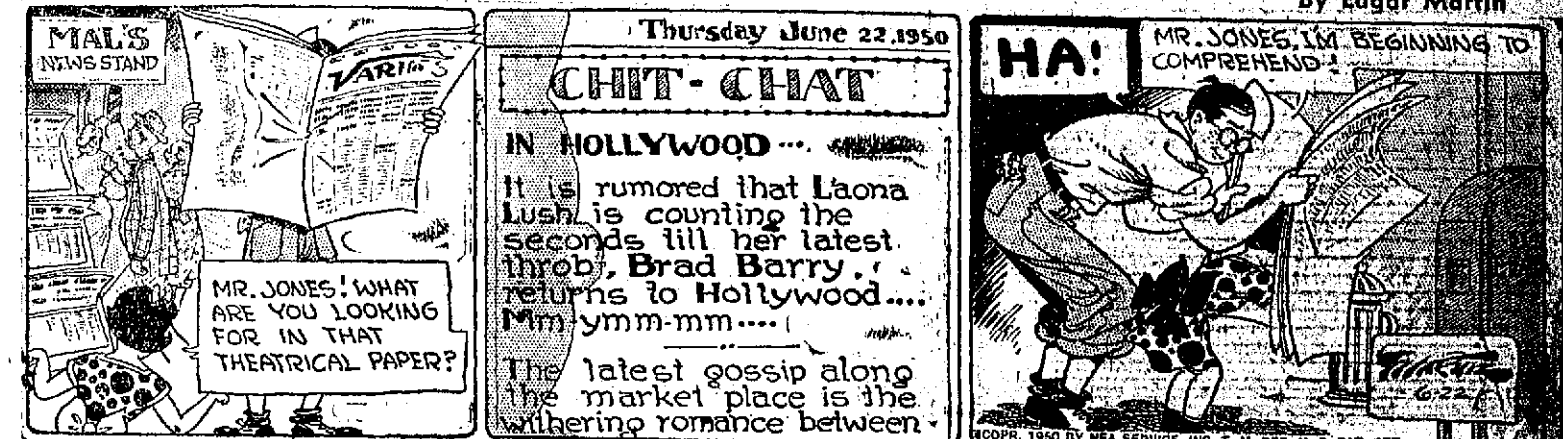 By Edgar Martin
MAL'S
NEWS STAND
MR. JONES! WHAT
ARE YOU LOOKING
FOR IN THAT
THEATRICAL PAPER?
Thursday June 22, 1950
CHIT-CHAT
IN HOLLYWOOD ....
It is rumored that Laona
Lush is counting the
seconds till her latest
throb, Brad Barry,
returns to Hollywood....
Mm ymm-mm....
The latest gossip along
the market place is the
withering romance between
HA!
MR. JONES, I'M BEGINNING TO
COMPREHEND!
6-22
COPR. 1950 BY NEA SERVICE, INC.